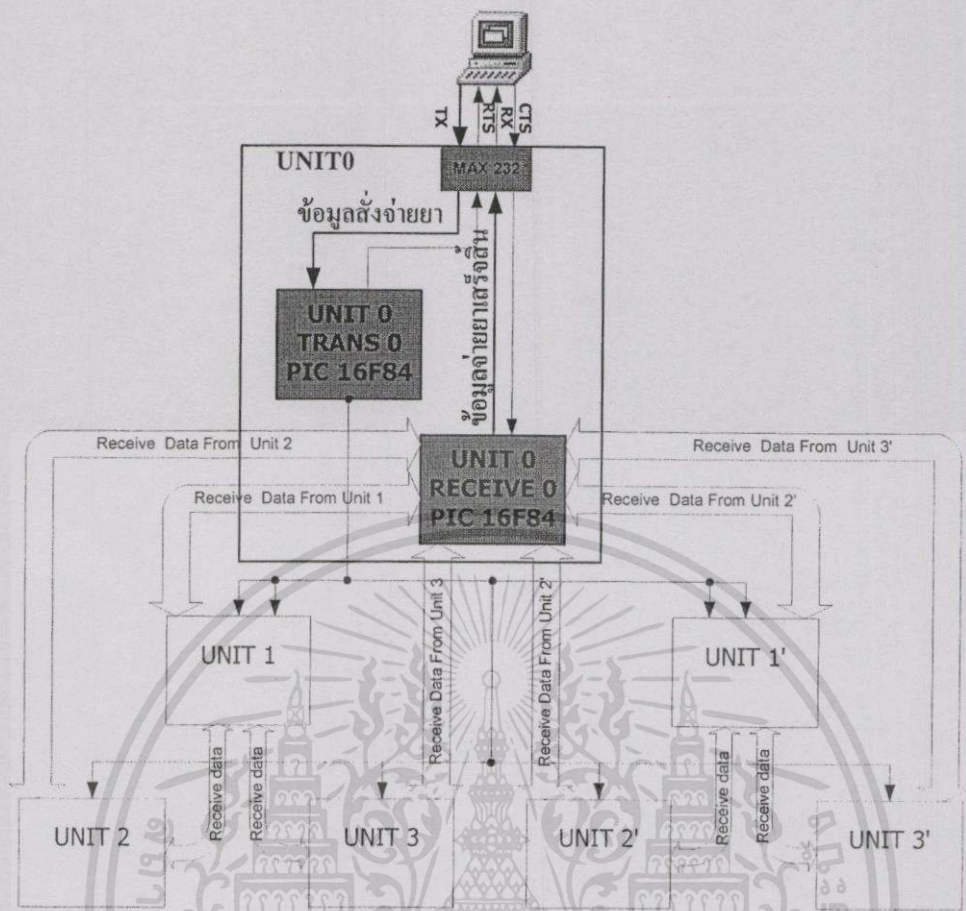 TX
RTS
RX
CTS
UNIT0
MAX 232
ข้อมูลสั่งจ่ายยา
ข้อมูลจ่ายยาเสร็จสิ้น
UNIT 0
TRANS 0
PIC 16F84
Receive Data From Unit 2
Receive Data From Unit 3'
UNIT 0
RECEIVE 0
PIC 16F84
Receive Data From Unit 1
Receive Data From Unit 2'
Receive Data From Unit 3
Receive Data From Unit 2'
UNIT 1
UNIT 1'
Receive data
Receive data
Receive data
Receive data
UNIT 2
UNIT 3
UNIT 2'
UNIT 3'